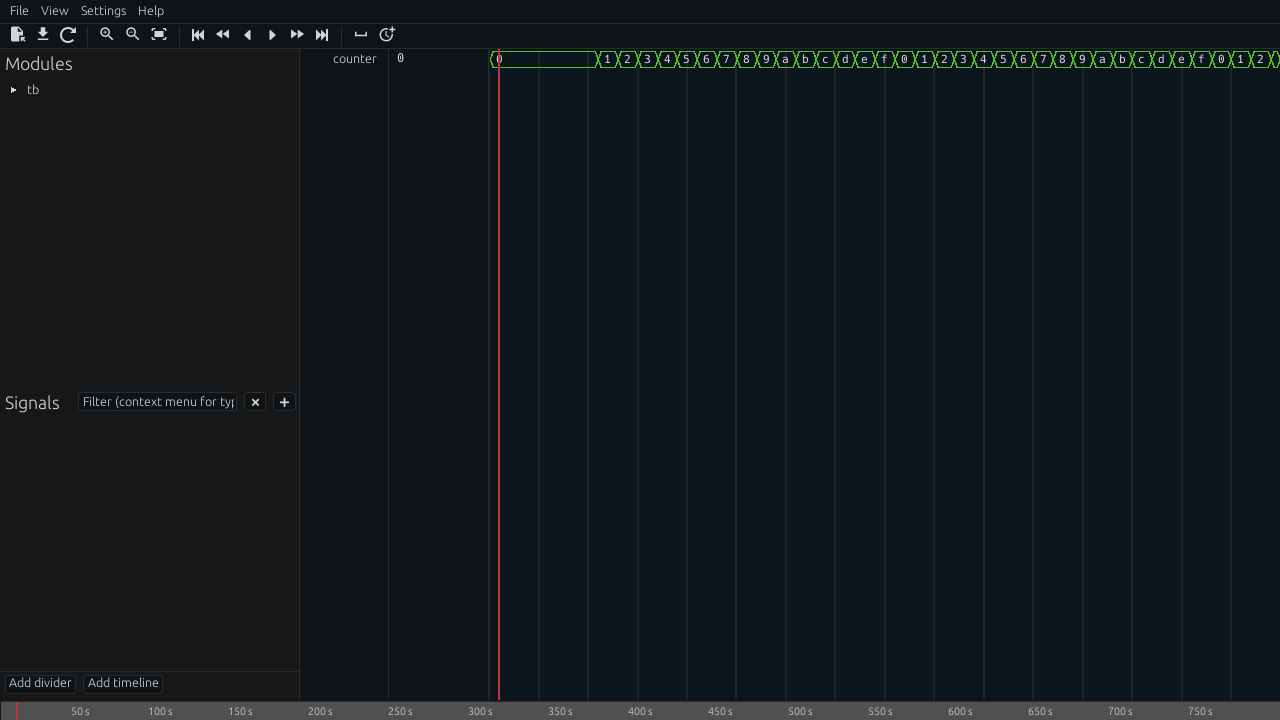 File View Settings Help
Modules
tb
Signals Filter (context menu for typ
Add divider Add timeline
counter 0 0 1 2 3 4 5 6 7 8 9 a b c d e f 0 1 2 3 4 5 6 7 8 9 a b c d e f 0 1 2
50 s 100 s 150 s 200 s 250 s 300 s 350 s 400 s 450 s 500 s 550 s 600 s 650 s 700 s 750 s